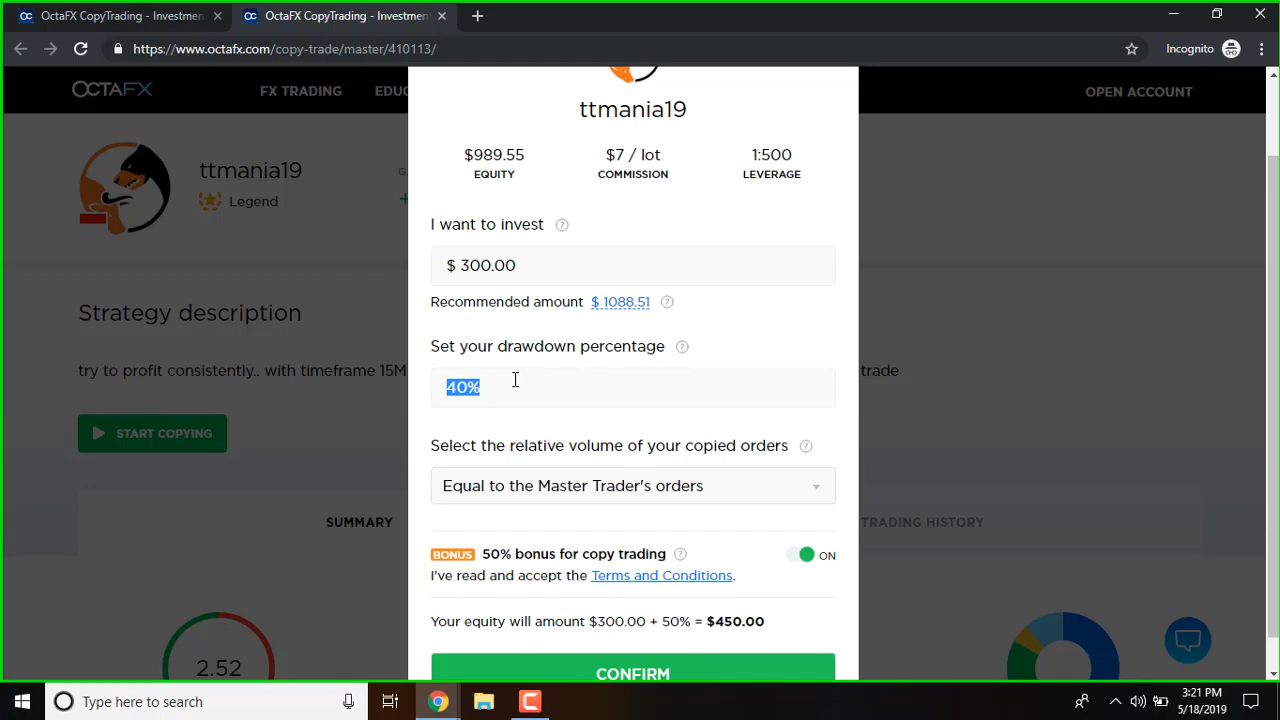 OctaFX CopyTrading - Investmen
OctaFX CopyTrading - Investment
https://www.octafx.com/copy-trade/master/410113/
Incognito
OCTAFX
FX TRADING
EDUC
OPEN ACCOUNT
ttmania19
Legend
ttmania19
$989.55
EQUITY
$7 / lot
COMMISSION
1:500
LEVERAGE
I want to invest ?
$ 300.00
Recommended amount $ 1088.51 ?
Set your drawdown percentage ?
40%
Select the relative volume of your copied orders ?
Equal to the Master Trader's orders
BONUS 50% bonus for copy trading ? ON
I've read and accept the Terms and Conditions.
Your equity will amount $300.00 + 50% = $450.00
CONFIRM
Strategy description
try to profit consistently.. with timeframe 15M
trade
START COPYING
SUMMARY
TRADING HISTORY
2.52
Type here to search
3:21 PM
5/18/2019